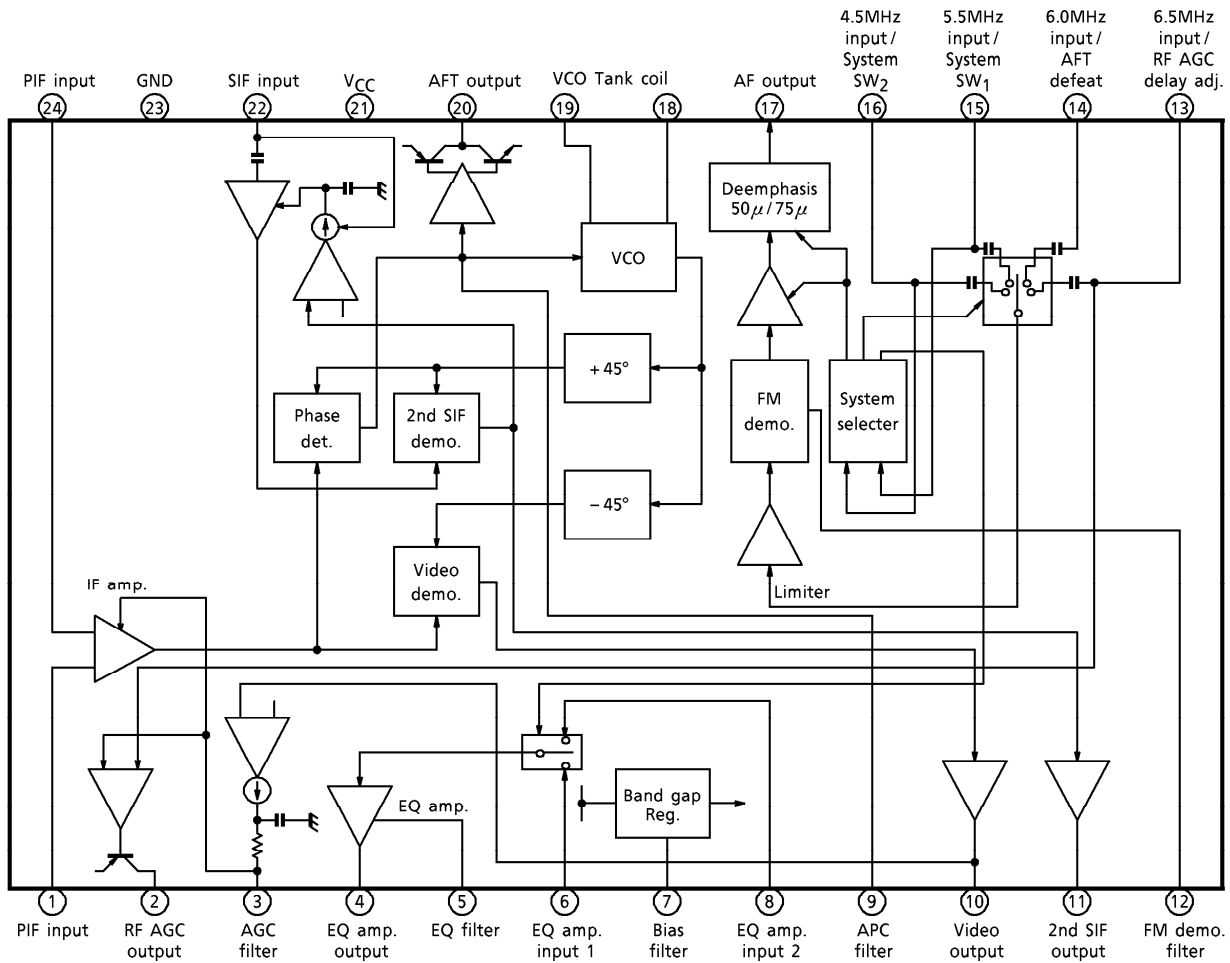 4.5MHz
input /
System
SW2
5.5MHz
input /
System
SW1
6.0MHz
input /
AFT
defeat
6.5MHz
input /
RF AGC
delay adj.
PIF input
GND
SIF input
VCC
AFT output
VCO Tank coil
AF output
24
23
22
21
20
19
18
17
16
15
14
13
Deemphasis
50μ / 75μ
VCO
+ 45°
Phase
det.
2nd SIF
demo.
FM
demo.
System
selecter
- 45°
Video
demo.
IF amp.
Limiter
EQ amp.
Band gap
Reg.
1
2
3
4
5
6
7
8
9
10
11
12
PIF input
RF AGC
output
AGC
filter
EQ amp.
output
EQ filter
EQ amp.
input 1
Bias
filter
EQ amp.
input 2
APC
filter
Video
output
2nd SIF
output
FM demo.
filter